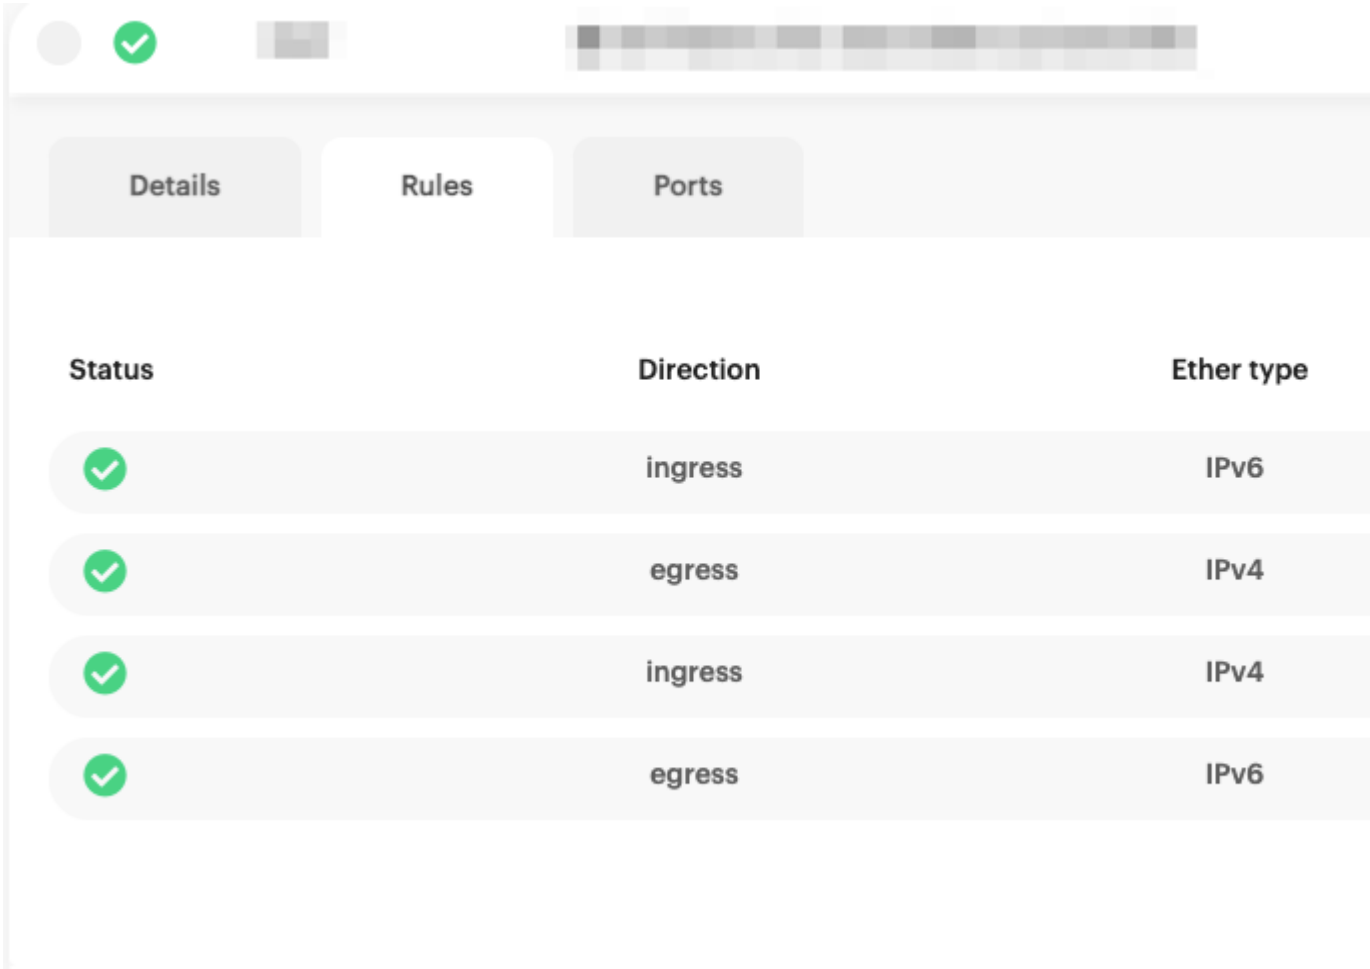 Details Rules Ports
Status Direction Ether type
ingress IPv6
egress IPv4
ingress IPv4
egress IPv6